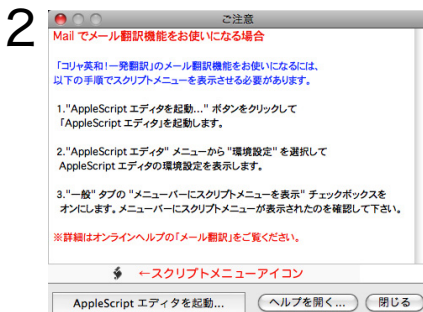 2
ご注意
Mail でメール翻訳機能をお使いになる場合
「コリャ英和!一発翻訳」のメール翻訳機能をお使いになるには、
以下の手順でスクリプトメニューを表示させる必要があります。
1."AppleScript エディタを起動..." ボタンをクリックして
「AppleScript エディタ」を起動します。
2."AppleScript エディタ" メニューから "環境設定" を選択して
AppleScript エディタの環境設定を表示します。
3."一般" タブの "メニューバーにスクリプトメニューを表示" チェックボックスを
オンにします。メニューバーにスクリプトメニューが表示されたのを確認して下さい。
※詳細はオンラインヘルプの「メール翻訳」をご覧ください。
←スクリプトメニューアイコン
AppleScript エディタを起動... ヘルプを開く... 閉じる